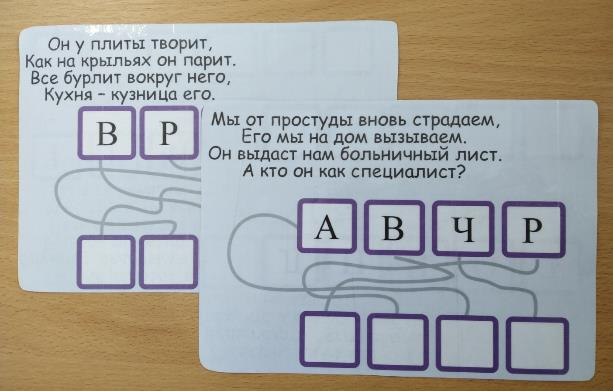 Он у плиты творит,
Как на крыльях он парит.
Все бурлит вокруг него,
Кухня – кузница его.
В Р
Мы от простуды вновь страдаем,
Его мы на дом вызываем.
Он выдаст нам больничный лист.
А кто он как специалист?
А В Ч Р